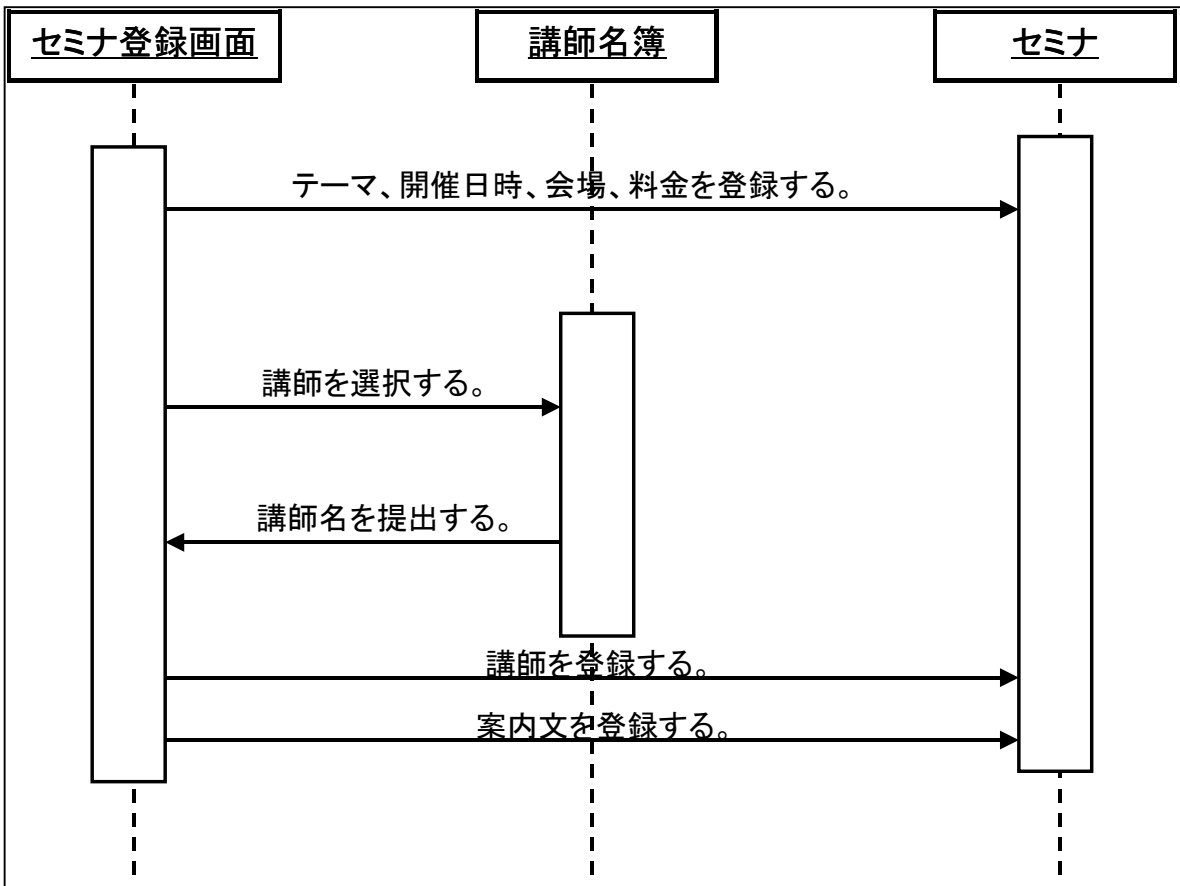 セミナ登録画面
講師名簿
セミナ
テーマ、開催日時、会場、料金を登録する。
講師を選択する。
講師名を提出する。
講師を登録する。
案内文を登録する。